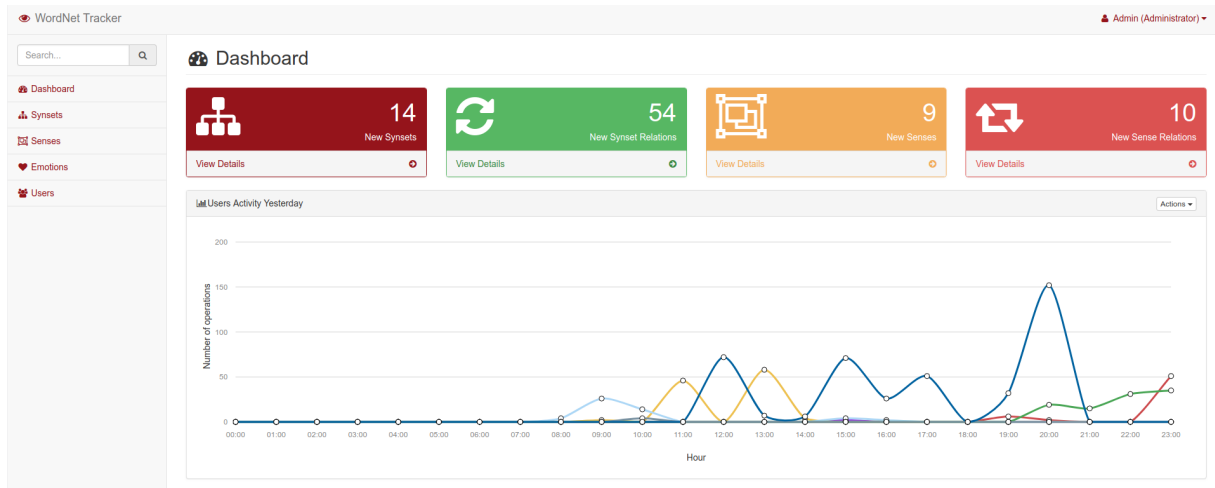 WordNet Tracker
Admin (Administrator)
Search...
Dashboard
Synsets
Senses
Emotions
Users
Dashboard
14
New Synsets
View Details
54
New Synset Relations
View Details
9
New Senses
View Details
10
New Sense Relations
View Details
Users Activity Yesterday
Actions
200
150
100
50
0
Number of operations
00:00 01:00 02:00 03:00 04:00 05:00 06:00 07:00 08:00 09:00 10:00 11:00 12:00 13:00 14:00 15:00 16:00 17:00 18:00 19:00 20:00 21:00 22:00 23:00
Hour